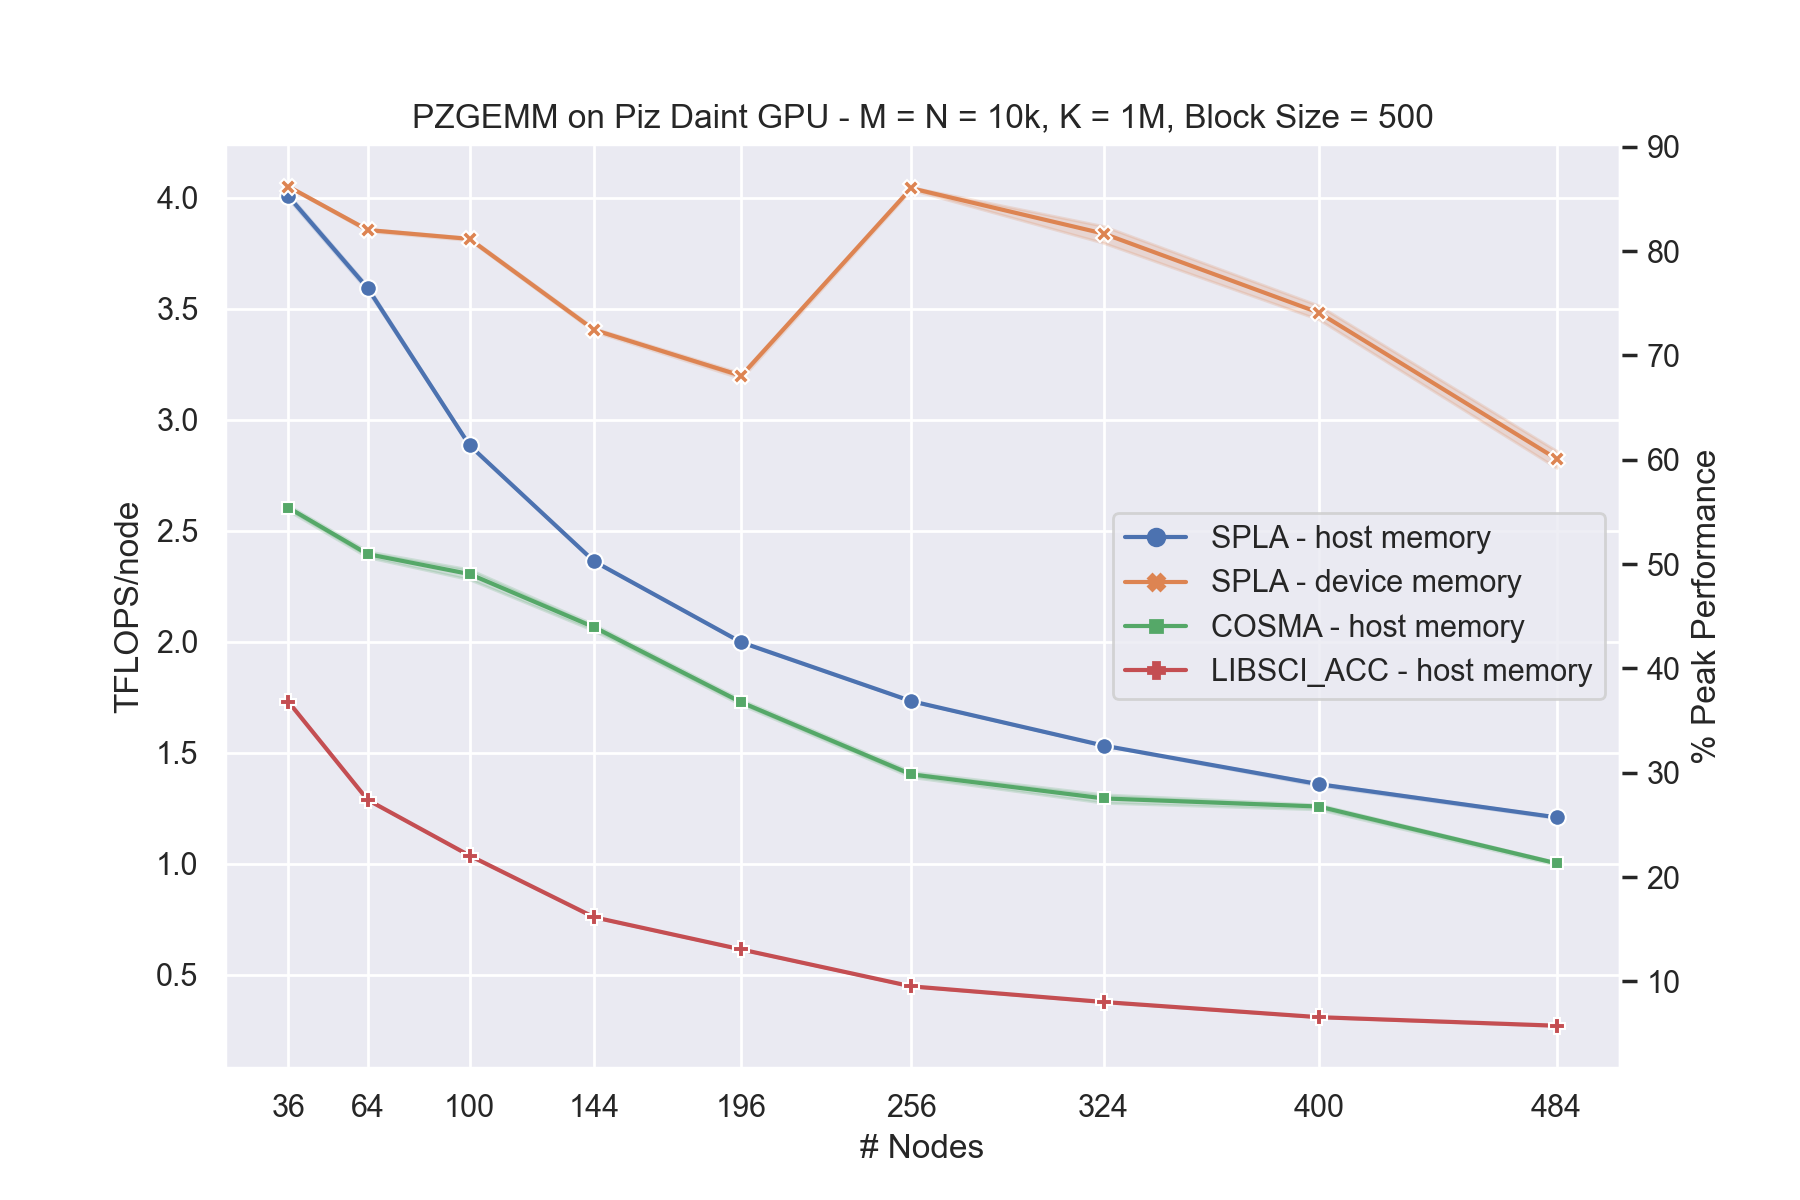 PZGEMM on Piz Daint GPU - M = N = 10k, K = 1M, Block Size = 500
TFLOPS/node
4.0
3.5
3.0
2.5
2.0
1.5
1.0
0.5
90
80
70
60
50
40
30
20
10
% Peak Performance
SPLA - host memory
SPLA - device memory
COSMA - host memory
LIBSCI_ACC - host memory
36 64 100 144 196 256 324 400 484
# Nodes